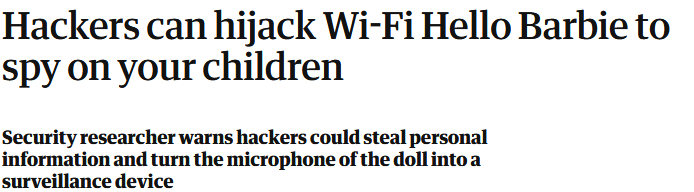 Hackers can hijack Wi-Fi Hello Barbie to
spy on your children
Security researcher warns hackers could steal personal
information and turn the microphone of the doll into a
surveillance device